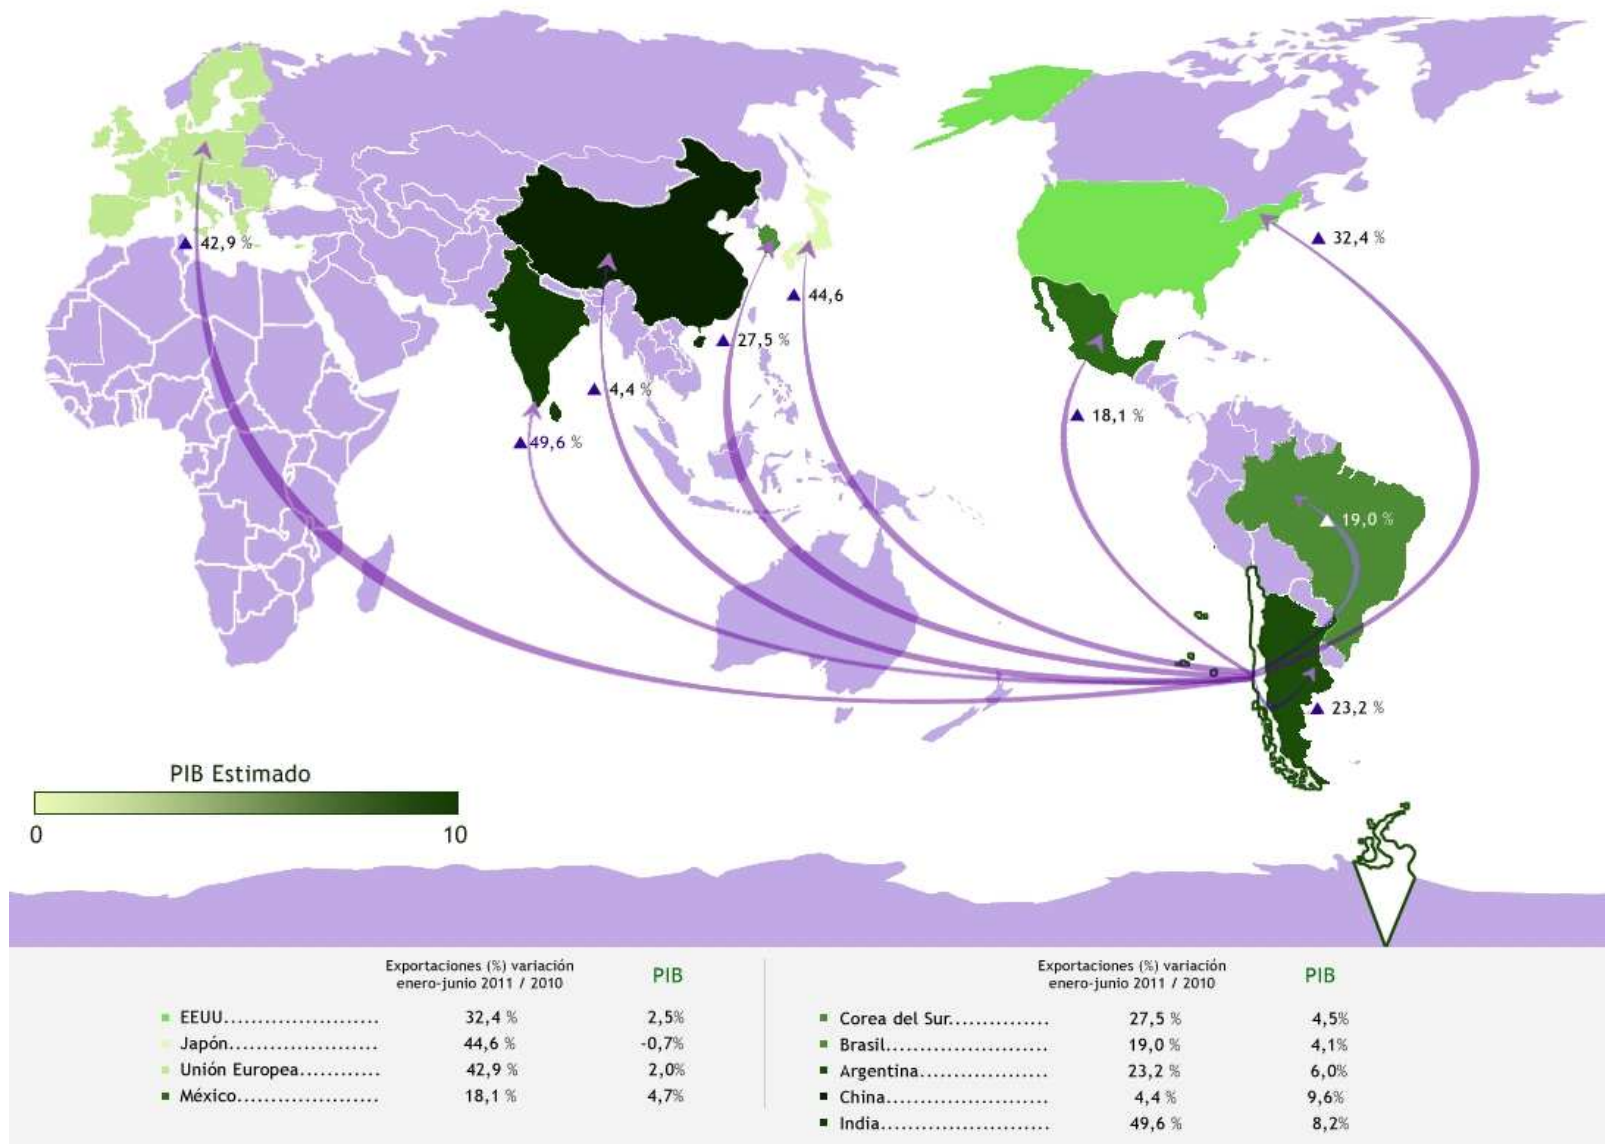 42,9 %
32,4 %
44,6
27,5 %
4,4 %
18,1 %
49,6 %
19,0 %
23,2 %
PIB Estimado
0 10
Exportaciones (%) variación
enero-junio 2011 / 2010
PIB
EEUU...................... 32,4 % 2,5%
Japón..................... 44,6 % -0,7%
Unión Europea............ 42,9 % 2,0%
México.................... 18,1 % 4,7%
Exportaciones (%) variación
enero-junio 2011 / 2010
PIB
Corea del Sur............... 27,5 % 4,5%
Brasil....................... 19,0 % 4,1%
Argentina................... 23,2 % 6,0%
China....................... 4,4 % 9,6%
India........................ 49,6 % 8,2%